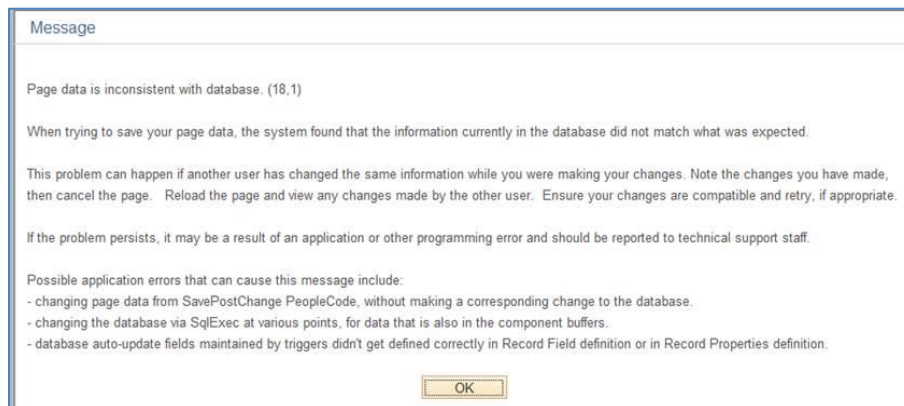 Message
Page data is inconsistent with database. (18,1)
When trying to save your page data, the system found that the information currently in the database did not match what was expected.
This problem can happen if another user has changed the same information while you were making your changes. Note the changes you have made,
then cancel the page. Reload the page and view any changes made by the other user. Ensure your changes are compatible and retry, if appropriate.
If the problem persists, it may be a result of an application or other programming error and should be reported to technical support staff.
Possible application errors that can cause this message include:
- changing page data from SavePostChange PeopleCode, without making a corresponding change to the database.
- changing the database via SqlExec at various points, for data that is also in the component buffers.
- database auto-update fields maintained by triggers didn't get defined correctly in Record Field definition or in Record Properties definition.
OK